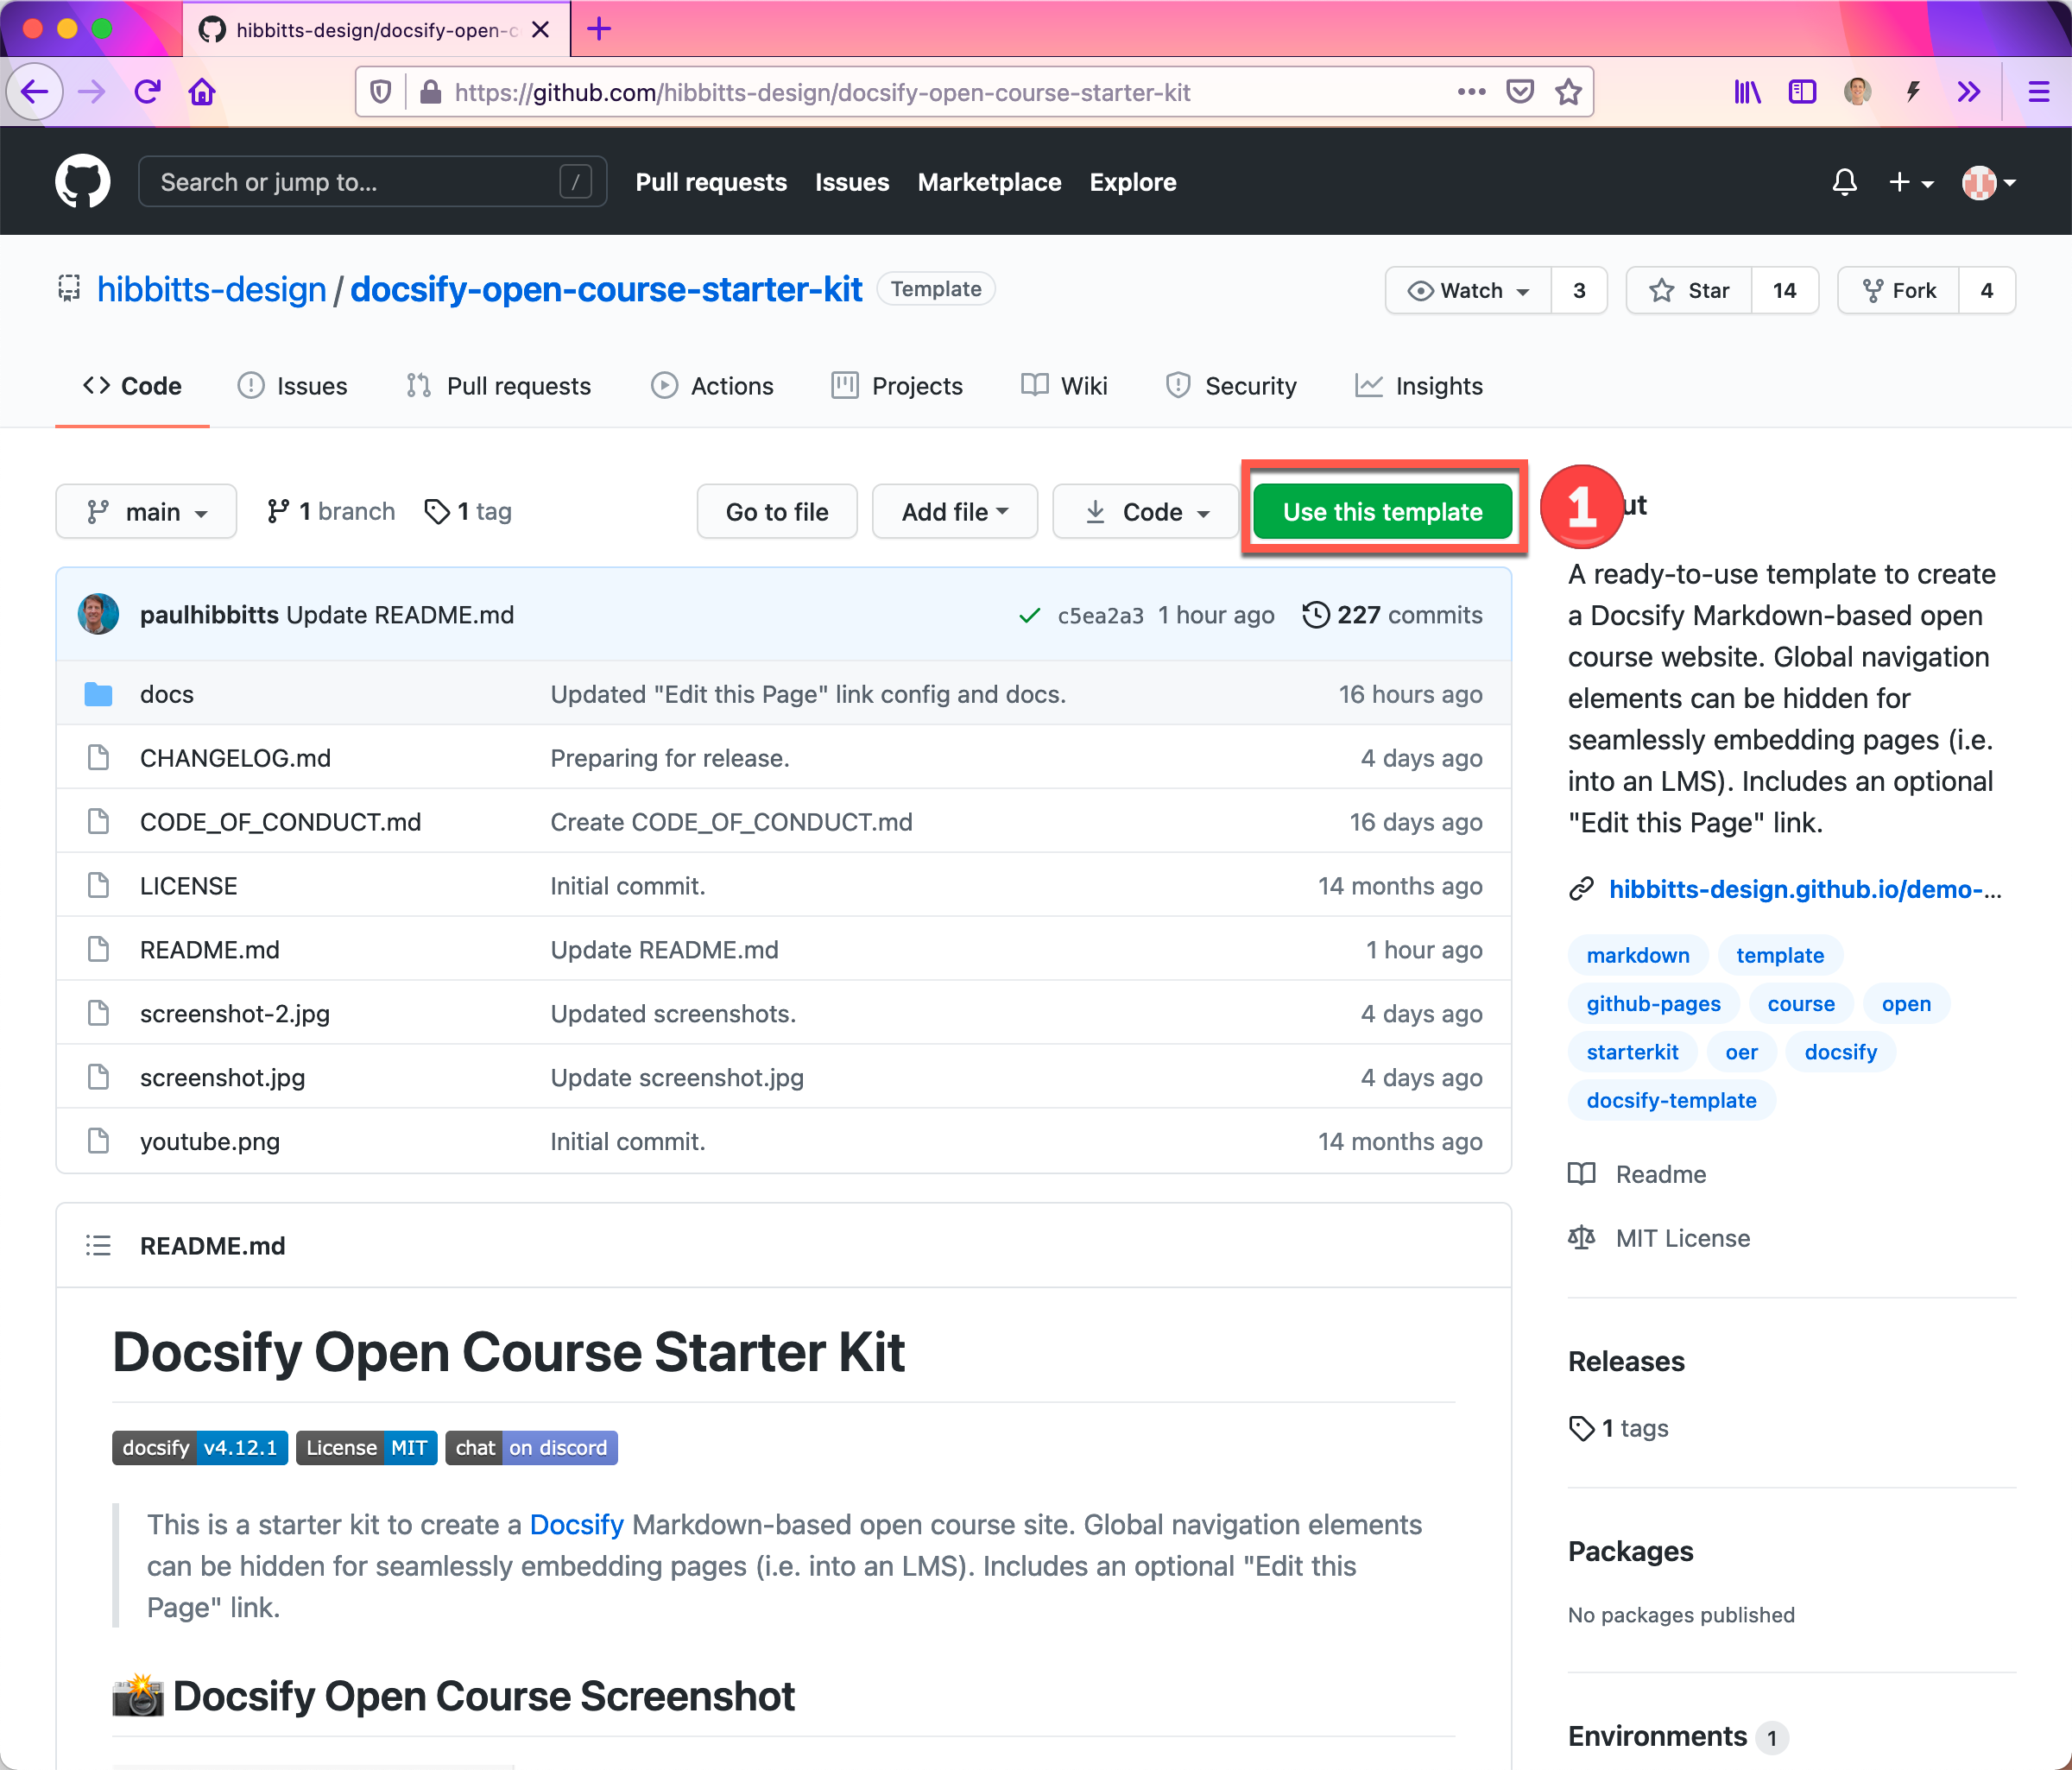 hibbitts-design/docsify-open-c
https://github.com/hibbitts-design/docsify-open-course-starter-kit
Search or jump to... / Pull requests Issues Marketplace Explore
hibbitts-design / docsify-open-course-starter-kit Template Watch 3 Star 14 Fork 4
Code Issues Pull requests Actions Projects Wiki Security Insights
main 1 branch 1 tag Go to file Add file Code Use this template 1 ut
A ready-to-use template to create
a Docsify Markdown-based open
course website. Global navigation
elements can be hidden for
seamlessly embedding pages (i.e.
into an LMS). Includes an optional
"Edit this Page" link.
hibbitts-design.github.io/demo-...
markdown template
github-pages course open
starterkit oer docsify
docsify-template
Readme
MIT License
Releases
1 tags
Packages
No packages published
Environments 1
paulhibbitts Update README.md c5ea2a3 1 hour ago 227 commits
docs Updated "Edit this Page" link config and docs. 16 hours ago
CHANGELOG.md Preparing for release. 4 days ago
CODE_OF_CONDUCT.md Create CODE_OF_CONDUCT.md 16 days ago
LICENSE Initial commit. 14 months ago
README.md Update README.md 1 hour ago
screenshot-2.jpg Updated screenshots. 4 days ago
screenshot.jpg Update screenshot.jpg 4 days ago
youtube.png Initial commit. 14 months ago
README.md
Docsify Open Course Starter Kit
docsify v4.12.1 License MIT chat on discord
This is a starter kit to create a Docsify Markdown-based open course site. Global navigation elements
can be hidden for seamlessly embedding pages (i.e. into an LMS). Includes an optional "Edit this
Page" link.
Docsify Open Course Screenshot